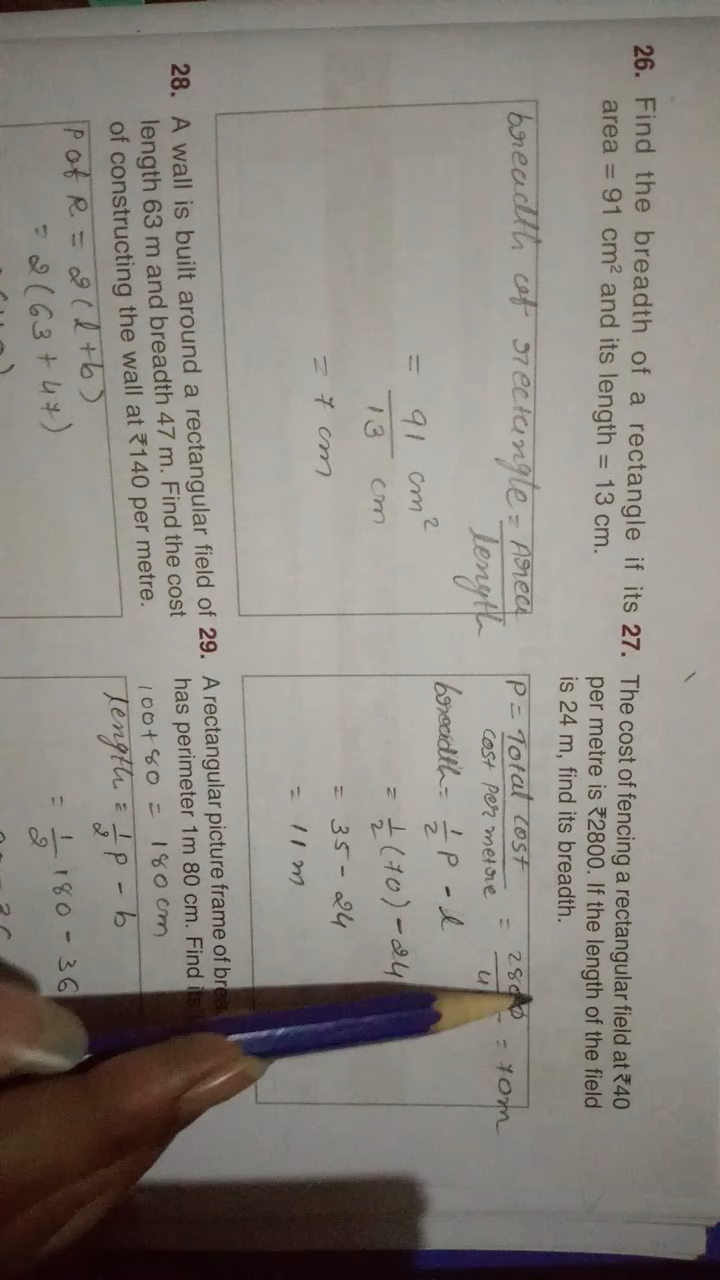 26. Find the breadth of a rectangle if its
area = 91 cm² and its length = 13 cm.
breadth of rectangle = Area / length
= 91 cm² / 13 cm
= 7 cm
27. The cost of fencing a rectangular field at ₹40
per metre is ₹2800. If the length of the field
is 24 m, find its breadth.
P = Total cost / cost per metre = = 70m
breadth = 1/2 P - l
= 1/2 (70) - 24
= 35 - 24
= 11 m
28. A wall is built around a rectangular field of
length 63 m and breadth 47 m. Find the cost
of constructing the wall at ₹140 per metre.
P of R = 2(l+b)
= 2(63 + 47)
29. A rectangular picture frame of
has perimeter 1m 80 cm. Find
100+80 = 180 cm
length = 1/2 P - b
= 1/2 180 - 36